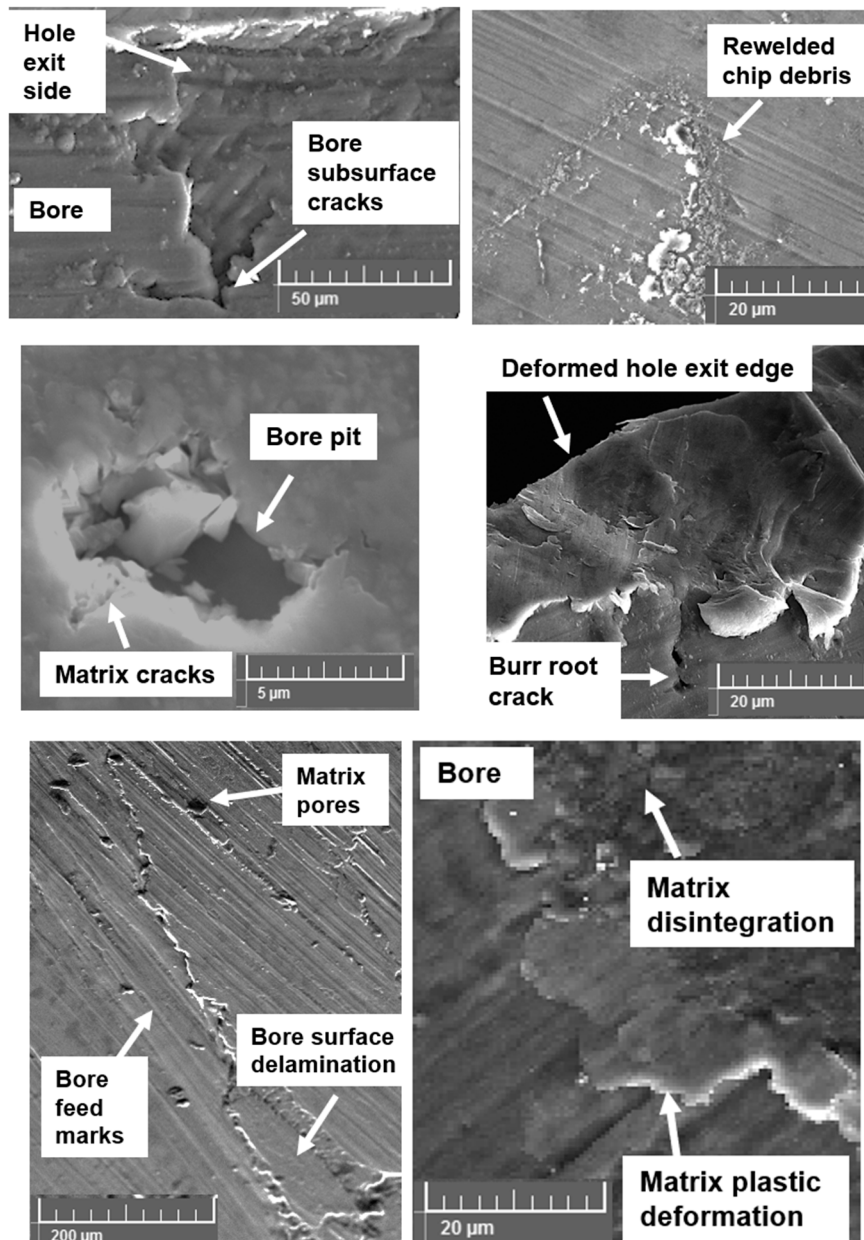 Hole
exit
side
Bore
subsurface
cracks
Bore
50 µm
Rewelded
chip debris
20 µm
Bore pit
Matrix cracks
5 µm
Deformed hole exit edge
Burr root
crack
20 µm
Matrix
pores
Bore surface
delamination
Bore
feed
marks
200 µm
Bore
Matrix
disintegration
Matrix plastic
deformation
20 µm